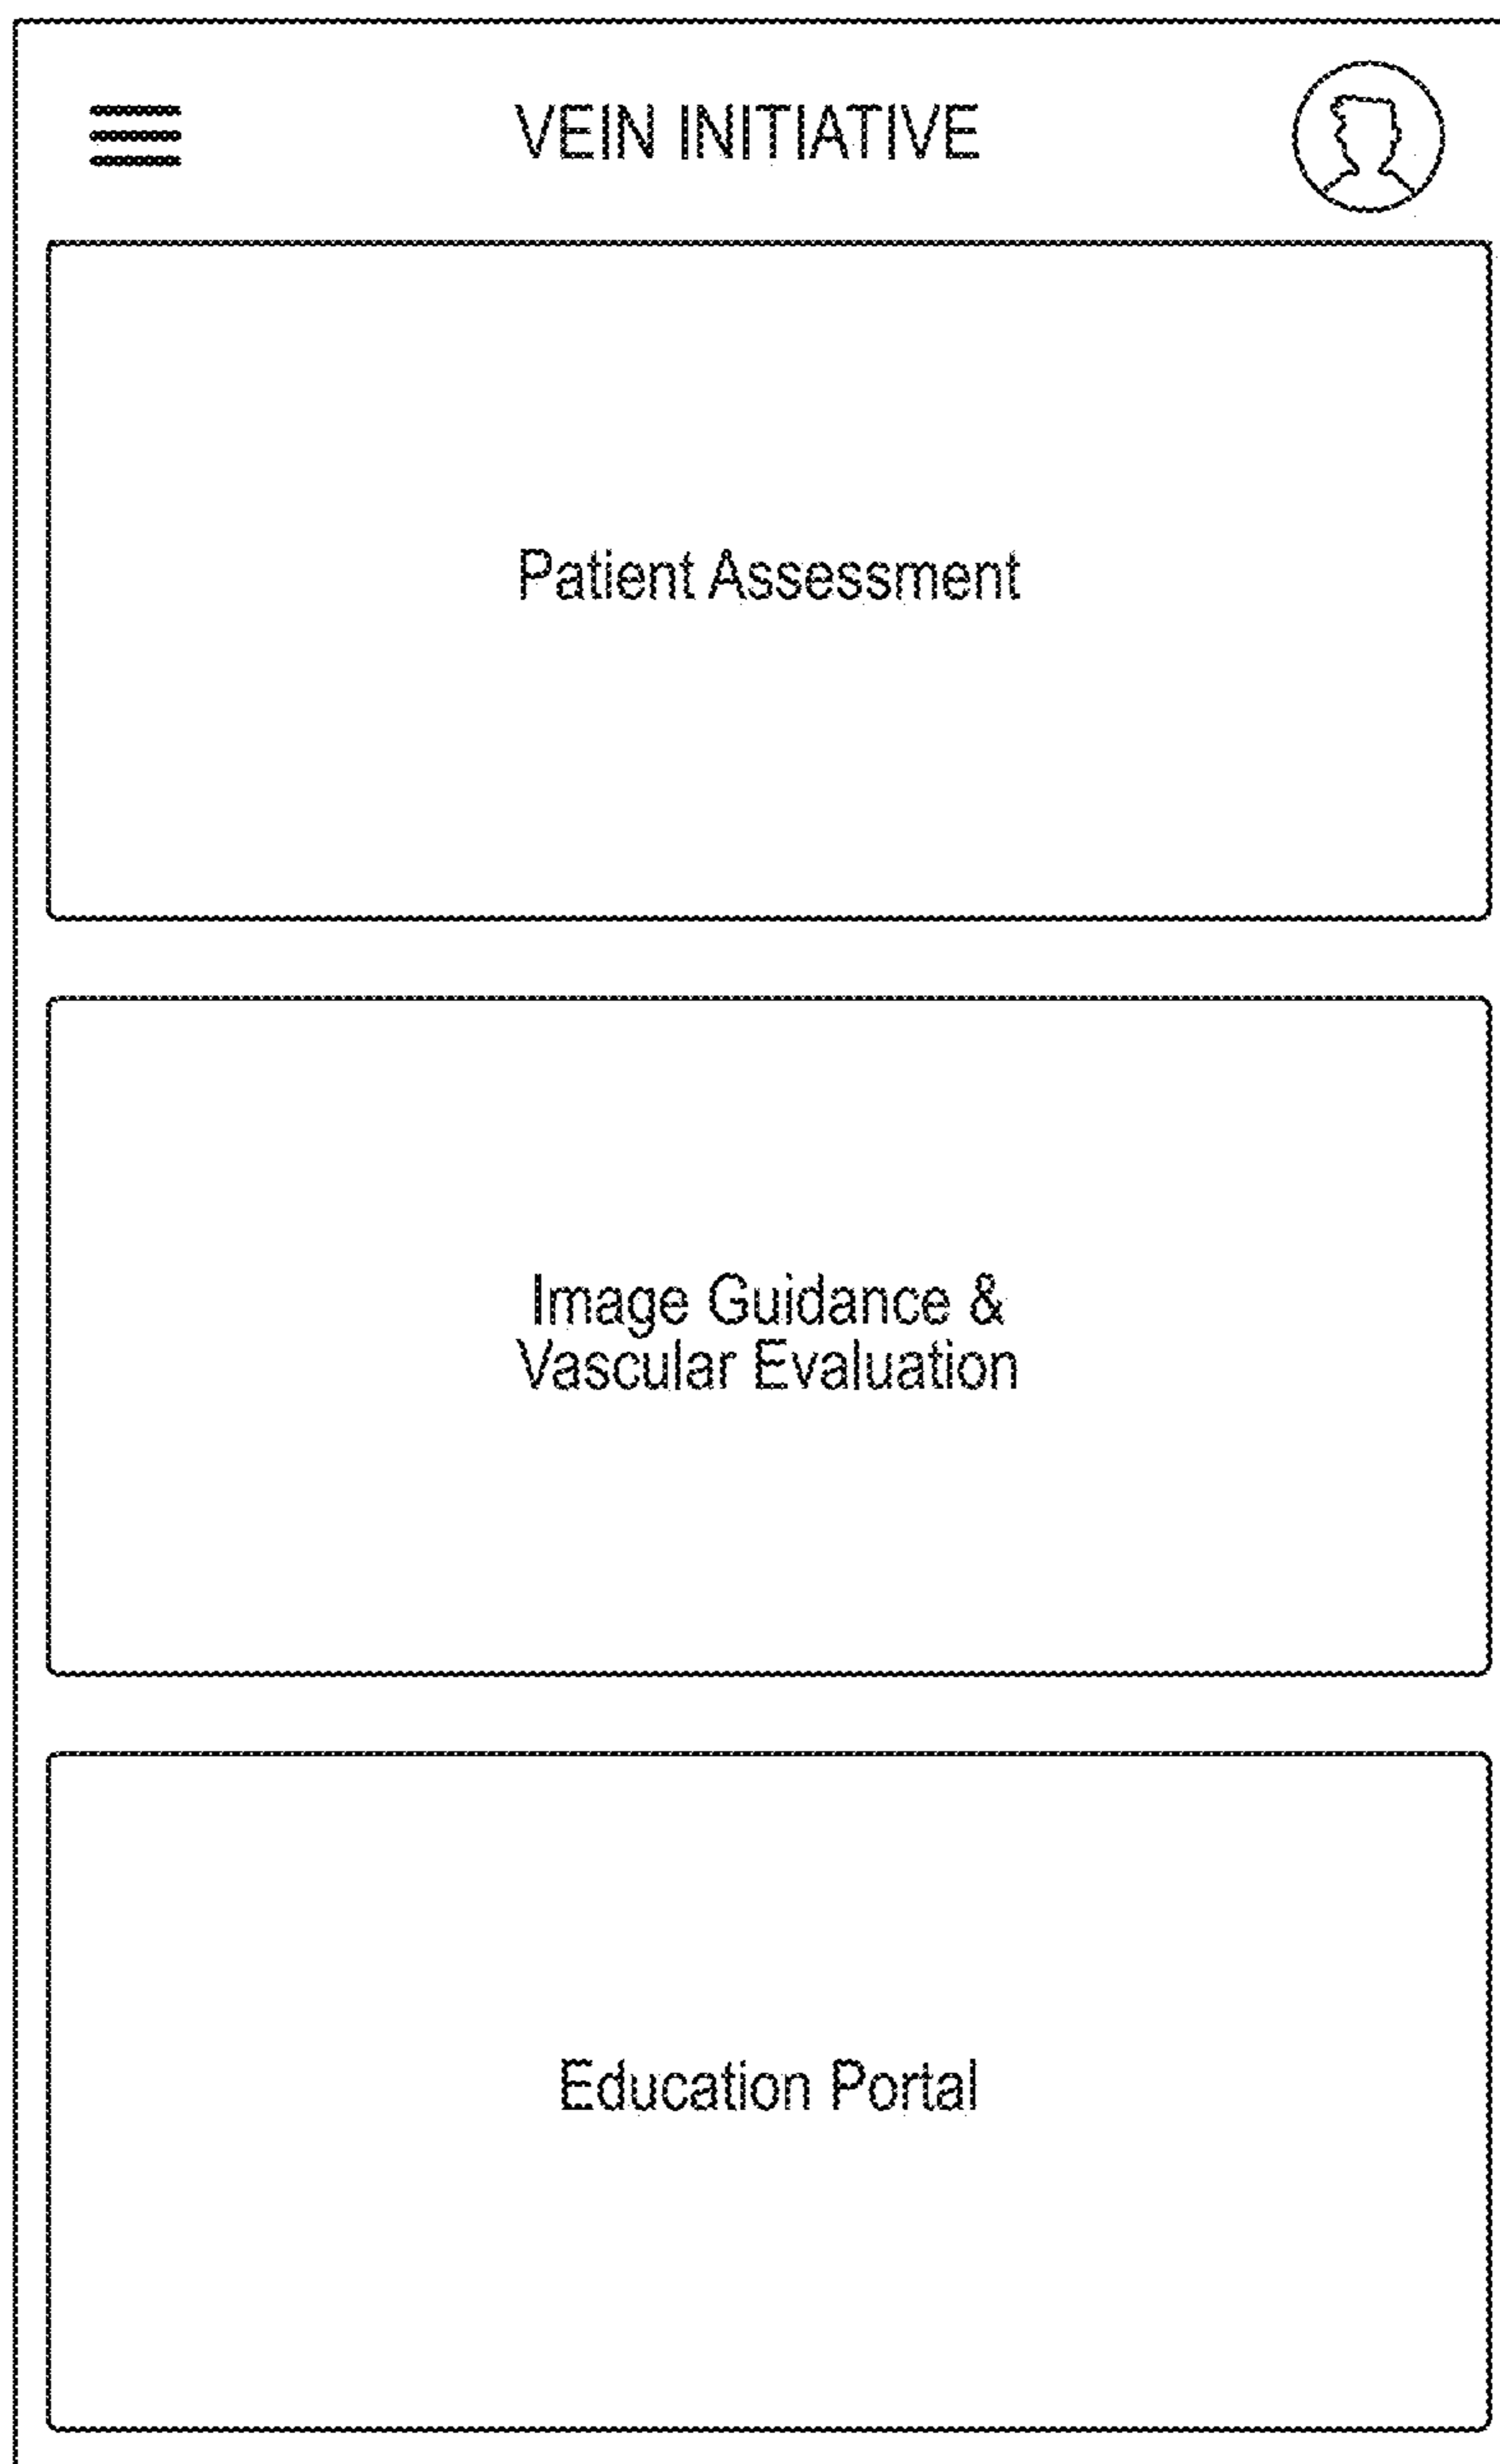 VEIN INITIATIVE
Patient Assessment
Image Guidance &
Vascular Evaluation
Education Portal